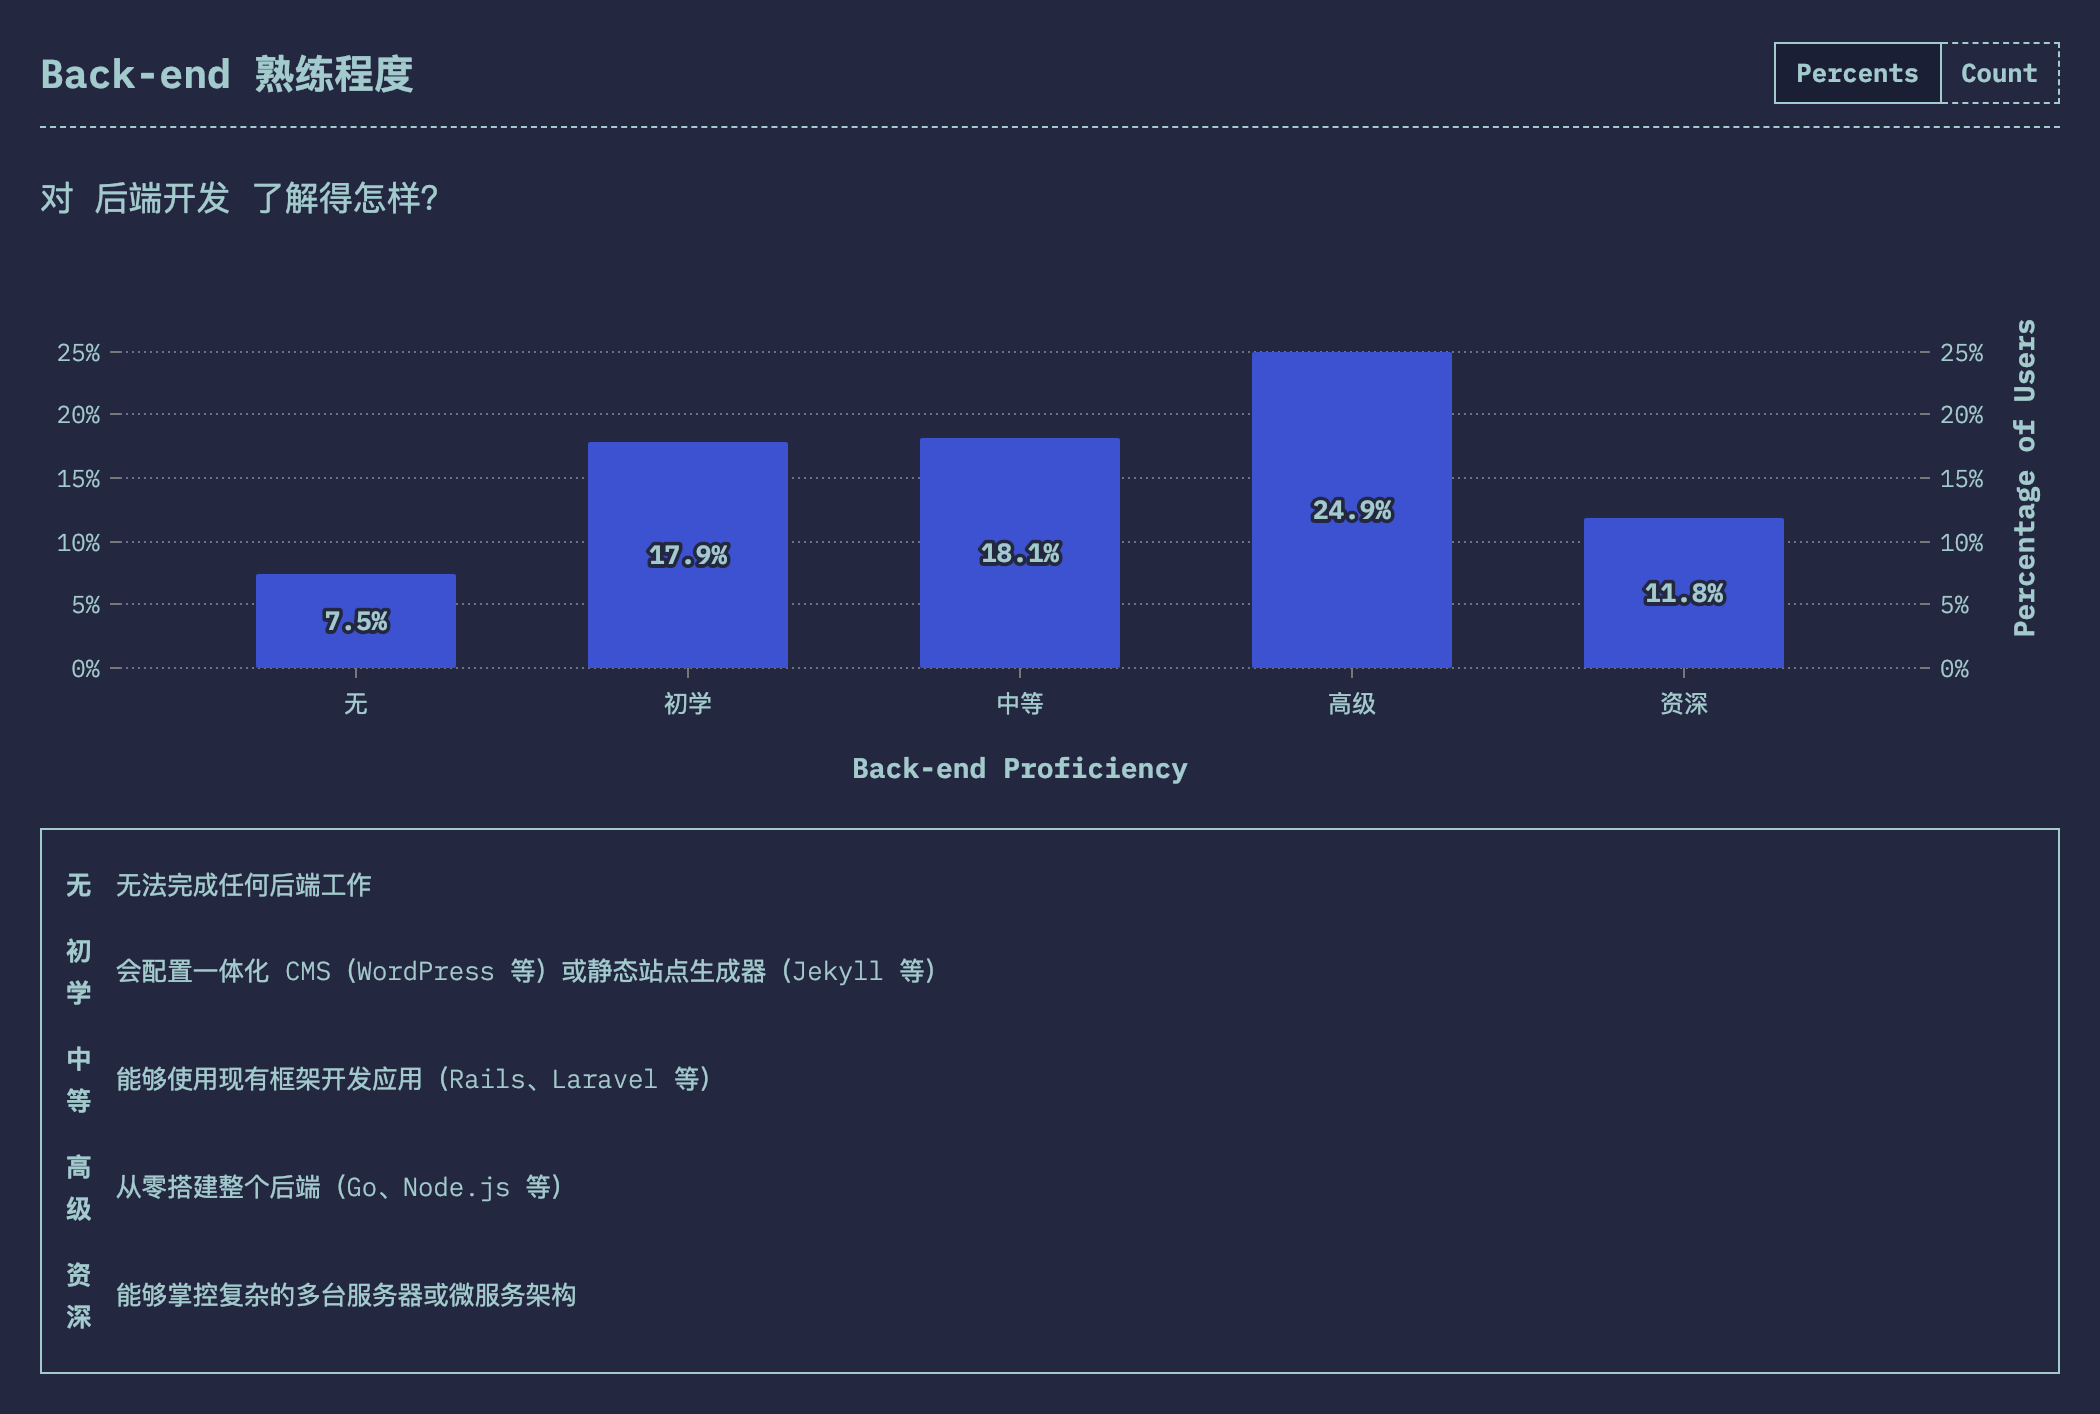 Back-end 熟练程度
Percents Count
对 后端开发 了解得怎样?
25% 25%
20% 20%
15% 15%
10% 10%
5% 5%
0% 0%
Percentage of Users
7.5% 17.9% 18.1% 24.9% 11.8%
无 初学 中等 高级 资深
Back-end Proficiency
无 无法完成任何后端工作
初学 会配置一体化 CMS（WordPress 等）或静态站点生成器（Jekyll 等）
中等 能够使用现有框架开发应用（Rails、Laravel 等）
高级 从零搭建整个后端（Go、Node.js 等）
资深 能够掌控复杂的多台服务器或微服务架构